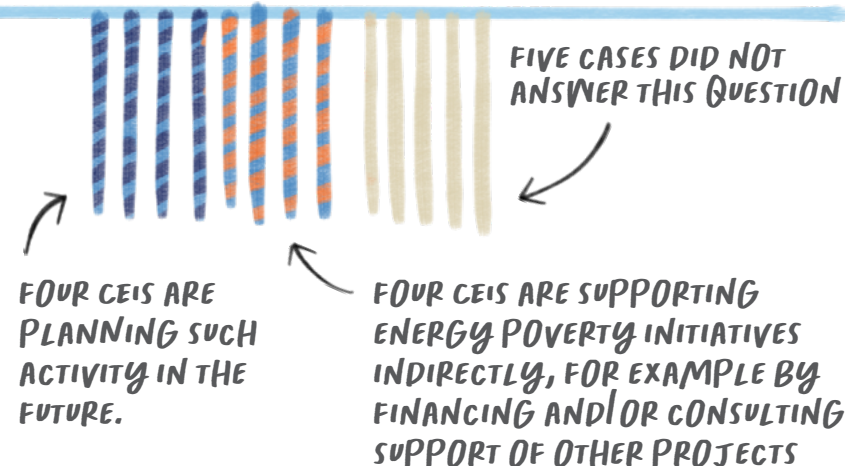 FIVE CASES DID NOT
ANSWER THIS QUESTION
FOUR CEIS ARE
PLANNING SUCH
ACTIVITY IN THE
FUTURE.
FOUR CEIS ARE SUPPORTING
ENERGY POVERTY INITIATIVES
INDIRECTLY, FOR EXAMPLE BY
FINANCING AND/OR CONSULTING
SUPPORT OF OTHER PROJECTS